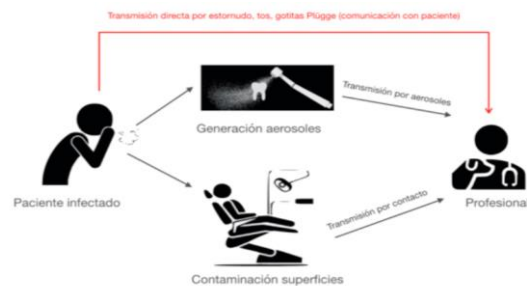 Transmisión directa por estornudo, tos, gotitas Plügge (comunicación con paciente)
Transmisión por aerosoles
Generación aerosoles
Paciente infectado
Profesiona
Transmisión por contacto
Contaminación superficies